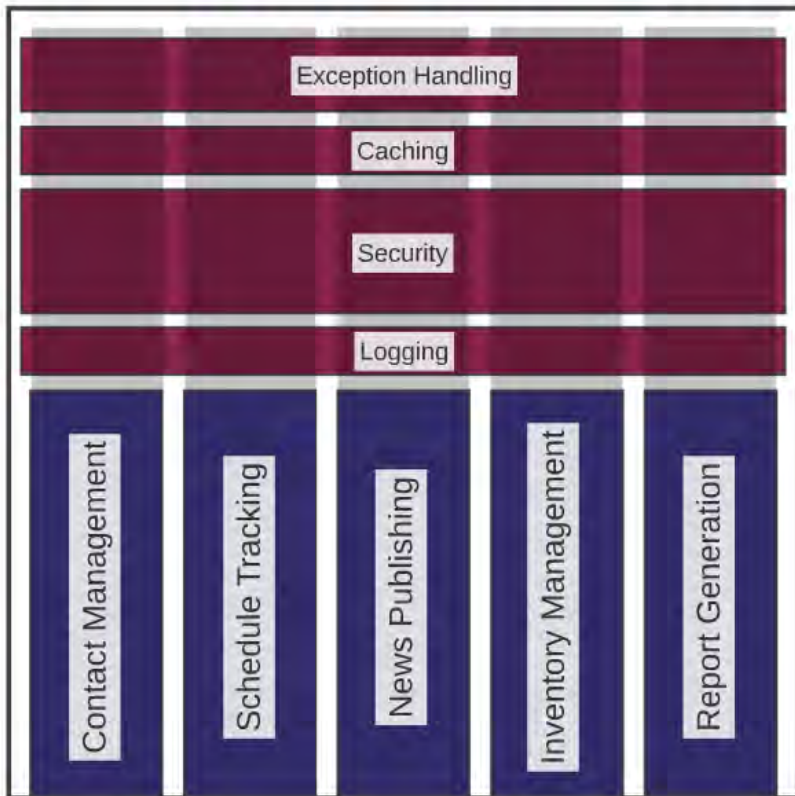 Exception Handling
Caching
Security
Logging
Contact Management
Schedule Tracking
News Publishing
Inventory Management
Report Generation